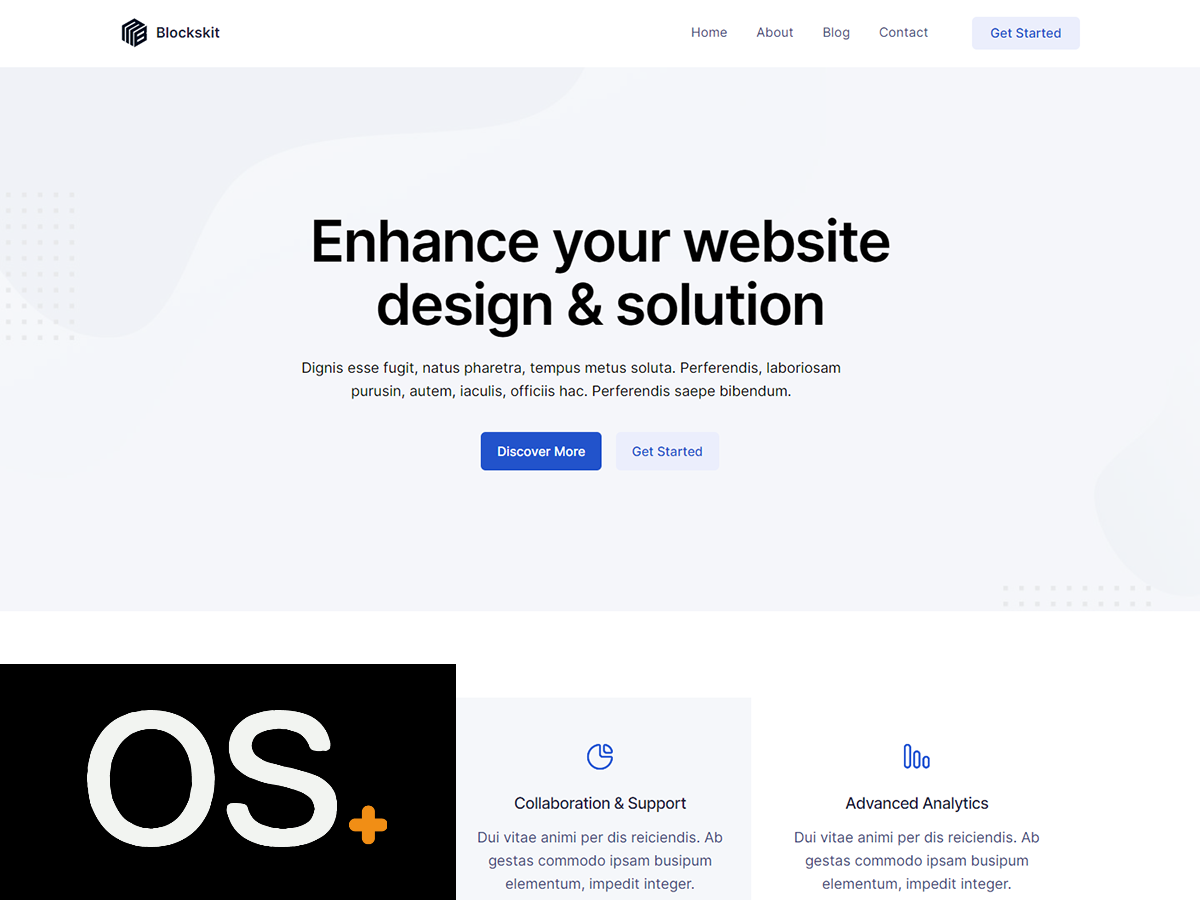 Blockskit
Home
About
Blog
Contact
Get Started
Enhance your website
design & solution
Dignis esse fugit, natus pharetra, tempus metus soluta. Perferendis, laboriosam
purusin, autem, iaculis, officiis hac. Perferendis saepe bibendum.
Discover More
Get Started
OS+
Collaboration & Support
Dui vitae animi per dis reiciendis. Ab
gestas commodo ipsam busipum
elementum, impedit integer.
Advanced Analytics
Dui vitae animi per dis reiciendis. Ab
gestas commodo ipsam busipum
elementum, impedit integer.